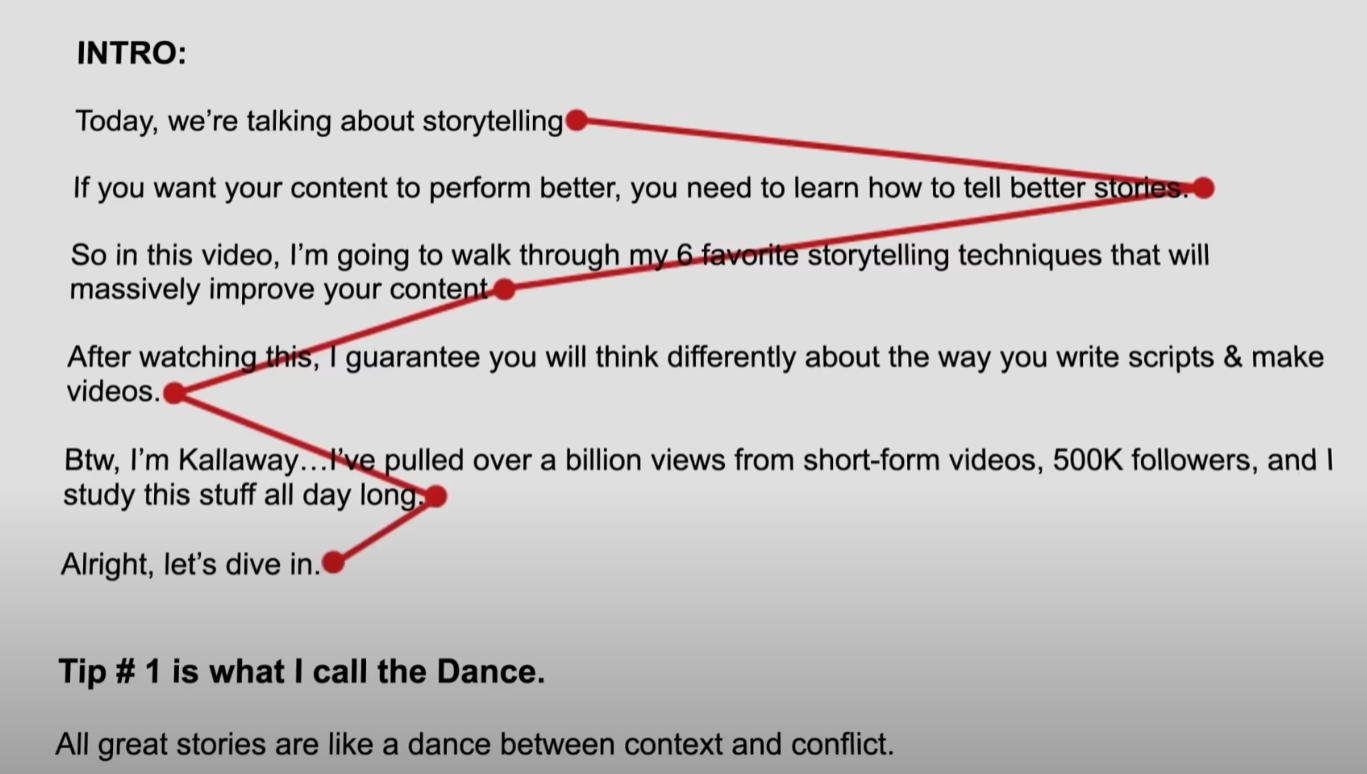 INTRO:
Today, we’re talking about storytelling
If you want your content to perform better, you need to learn how to tell better stories.
So in this video, I’m going to walk through my 6 favorite storytelling techniques that will
massively improve your content
After watching this, I guarantee you will think differently about the way you write scripts & make
videos.
Btw, I’m Kallaway…I’ve pulled over a billion views from short-form videos, 500K followers, and I
study this stuff all day long.
Alright, let’s dive in.
Tip # 1 is what I call the Dance.
All great stories are like a dance between context and conflict.